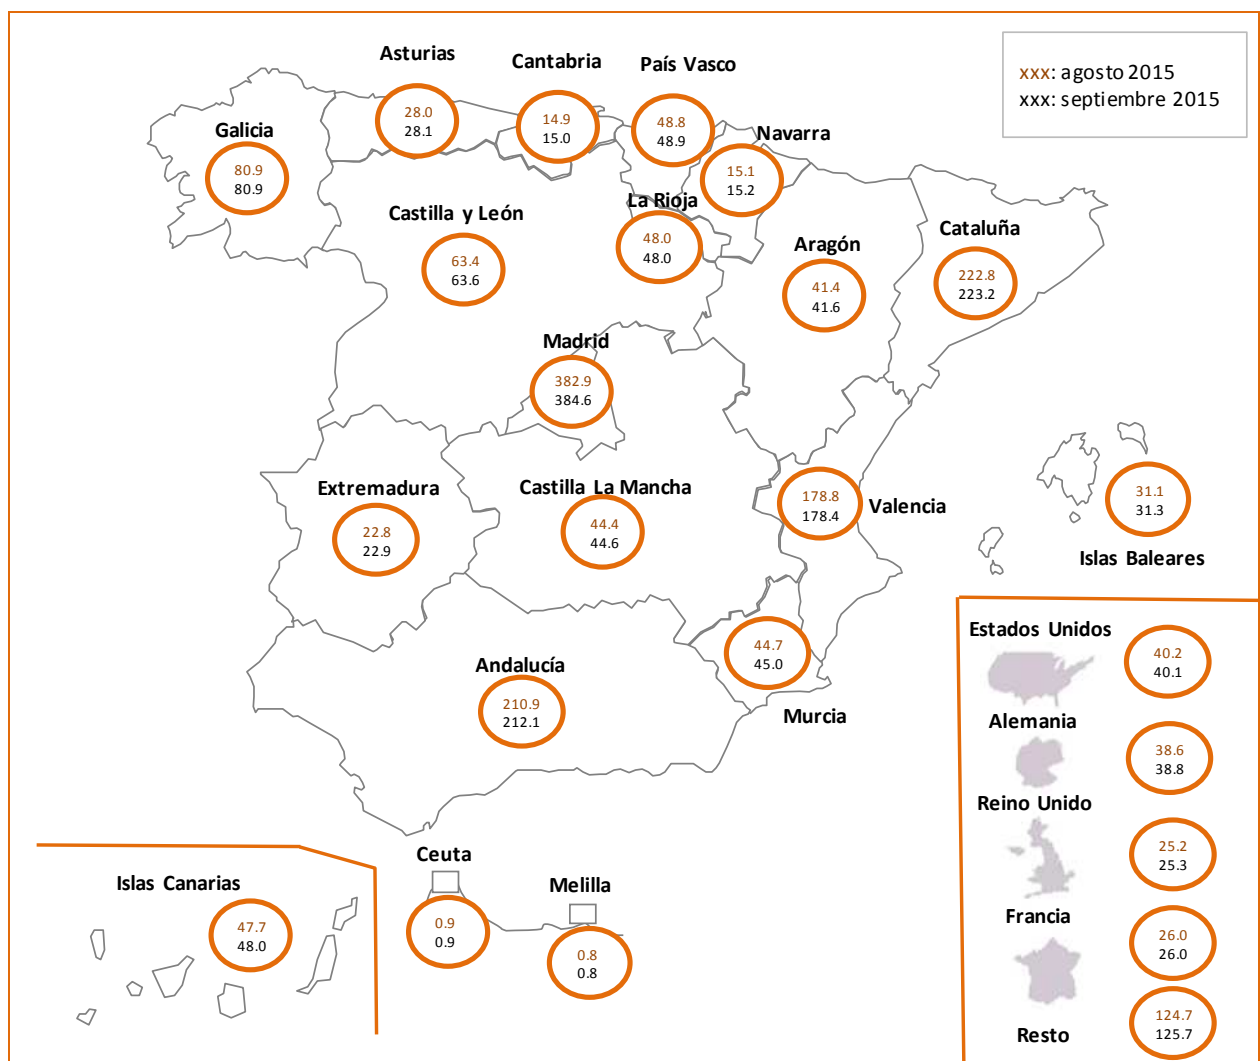 xxx: agosto 2015
xxx: septiembre 2015
Asturias
28.0
28.1
Cantabria
14.9
15.0
País Vasco
48.8
48.9
Navarra
15.1
15.2
Galicia
80.9
80.9
Castilla y León
63.4
63.6
La Rioja
48.0
48.0
Aragón
41.4
41.6
Cataluña
222.8
223.2
Madrid
382.9
384.6
Extremadura
22.8
22.9
Castilla La Mancha
44.4
44.6
178.8
178.4
Valencia
31.1
31.3
Islas Baleares
Andalucía
210.9
212.1
44.7
45.0
Murcia
Estados Unidos
40.2
40.1
Alemania
38.6
38.8
Reino Unido
25.2
25.3
Francia
26.0
26.0
Resto
124.7
125.7
Islas Canarias
47.7
48.0
Ceuta
0.9
0.9
Melilla
0.8
0.8